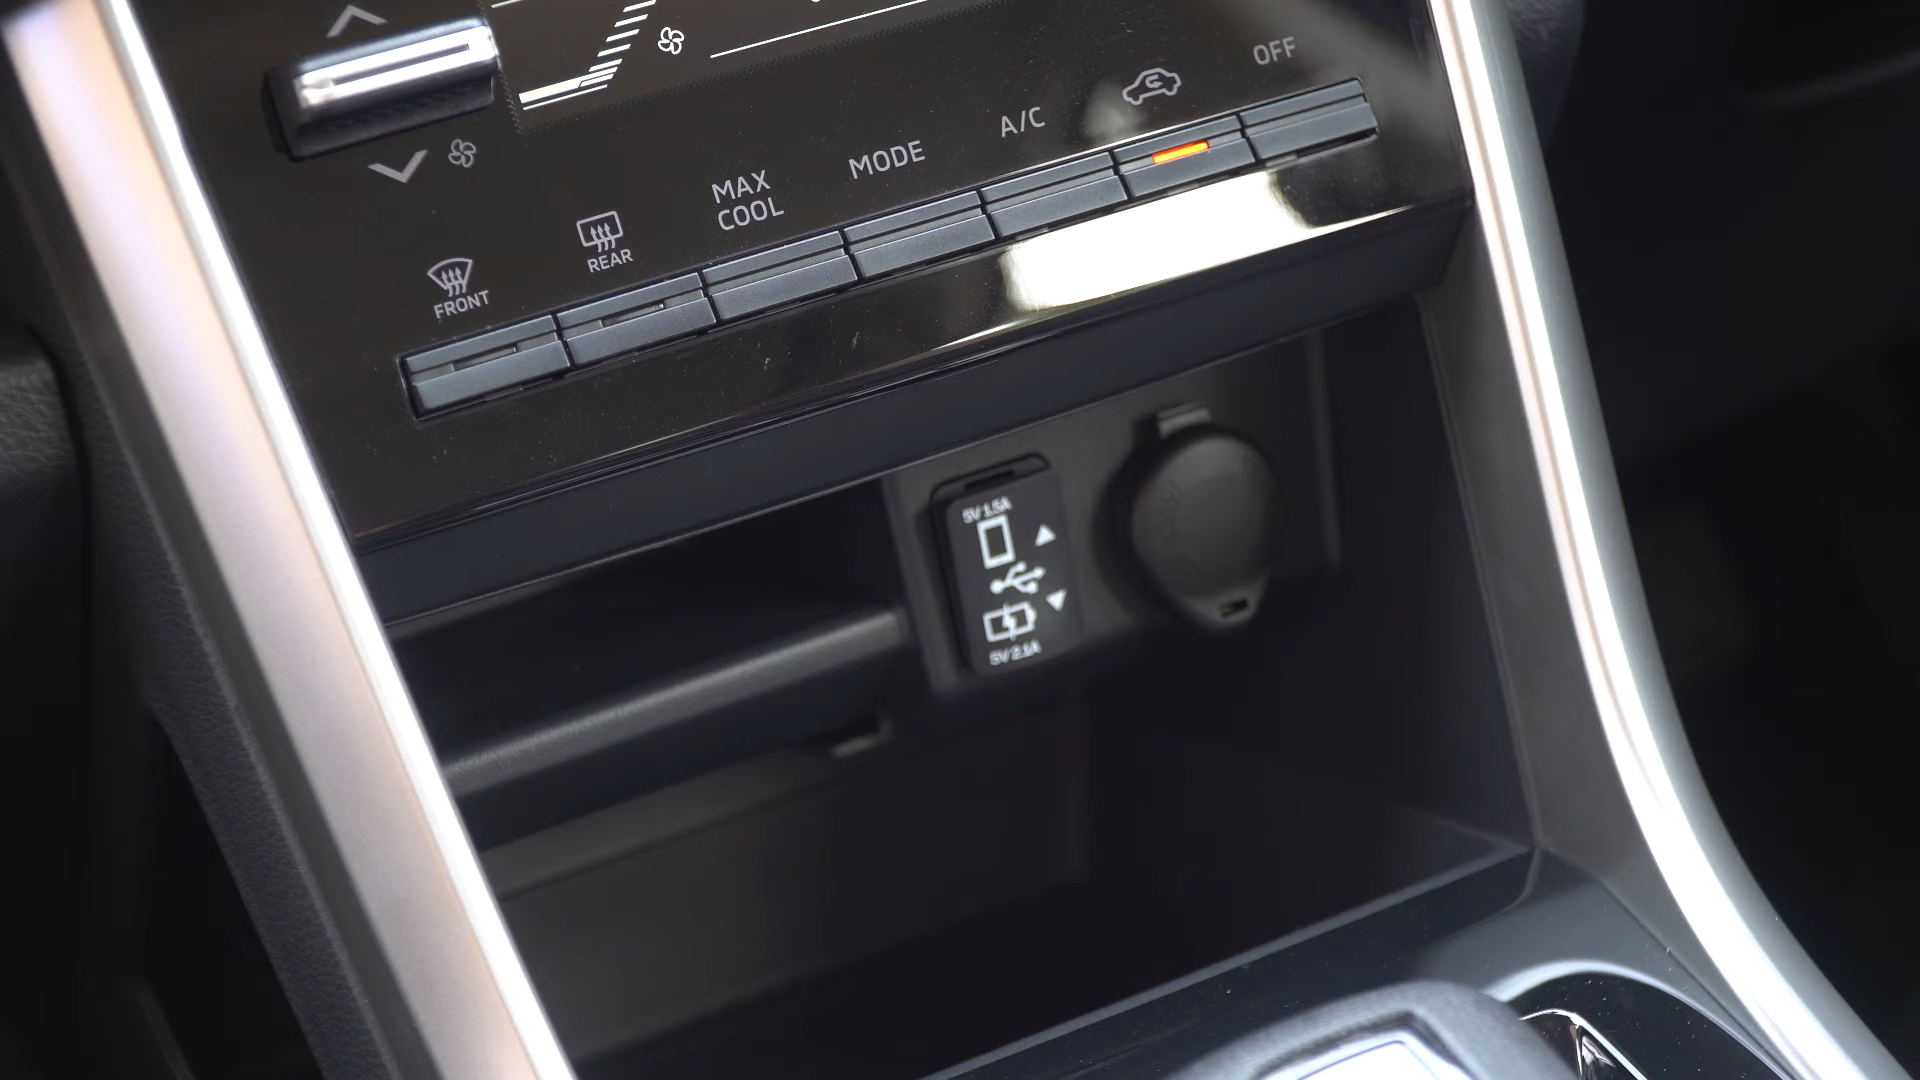 OFF
A/C
MODE
MAX
COOL
REAR
FRONT
5V 1.5A
5V 2.1A